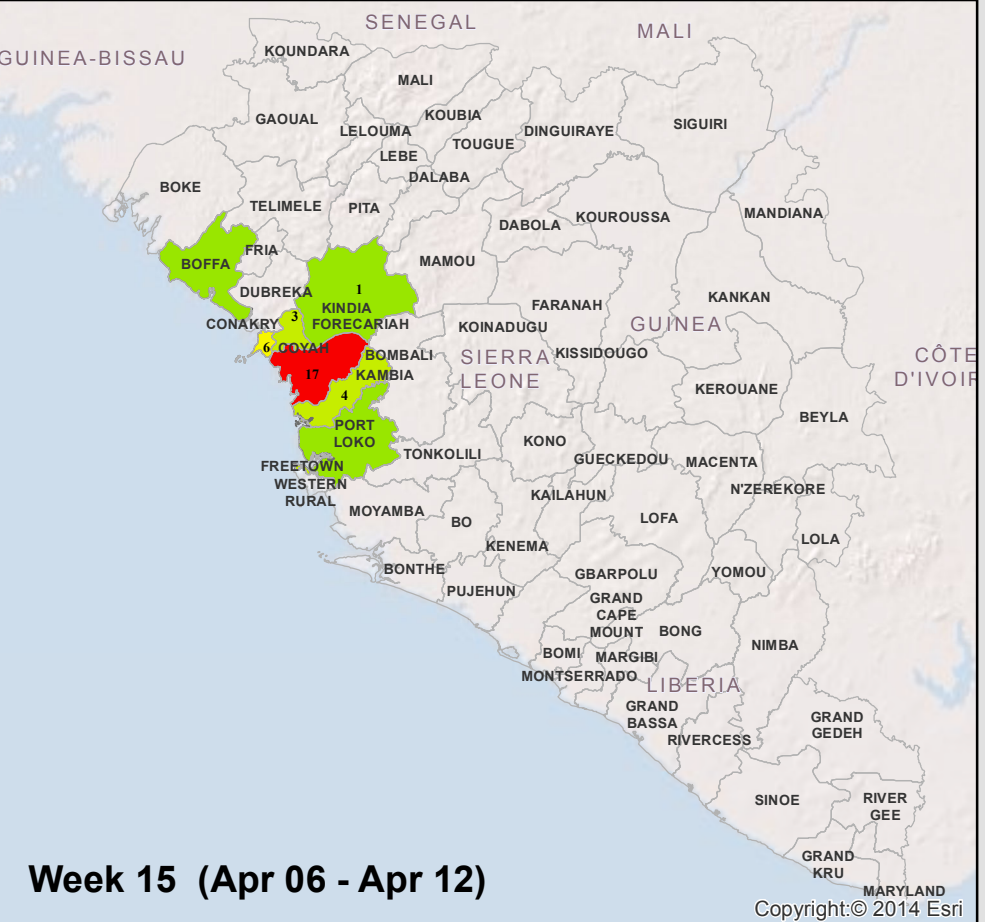 SENEGAL
MALI
GUINEA-BISSAU
KOUNDARA
MALI
GAOUAL
KOUBIA
LELOUMA
TOUGUE
DINGUIRAYE
SIGUIRI
LEBE
DALABA
BOKE
TELIMELE
PITA
DABOLA
KOUROUSSA
MANDIANA
FRIA
BOFFA
MAMOU
DUBREKA
1
KINDIA
FARANAH
KANKAN
3
CONAKRY
FORECARIAH
KOINADUGU
GUINEA
6
COYAH
BOMBALI
SIERRA
LEONE
KISSIDOUGO
CÔTE
D'IVOIR
17
KAMBIA
4
KEROUANE
BEYLA
PORT
LOKO
KONO
TONKOLILI
GUECKEDOU
MACENTA
FREETOWN
WESTERN
RURAL
KAILAHUN
N'ZEREKORE
MOYAMBA
BO
LOFA
LOLA
KENEMA
BONTHE
GBARPOLU
YOMOU
PUJEHUN
GRAND
CAPE
MOUNT
BONG
NIMBA
BOMI
MARGIBI
MONTSERRADO
LIBERIA
GRAND
BASSA
GRAND
GEDEH
RIVERCESS
SINOE
RIVER
GEE
GRAND
KRU
MARYLAND
Week 15 (Apr 06 - Apr 12)
Copyright:© 2014 Esri